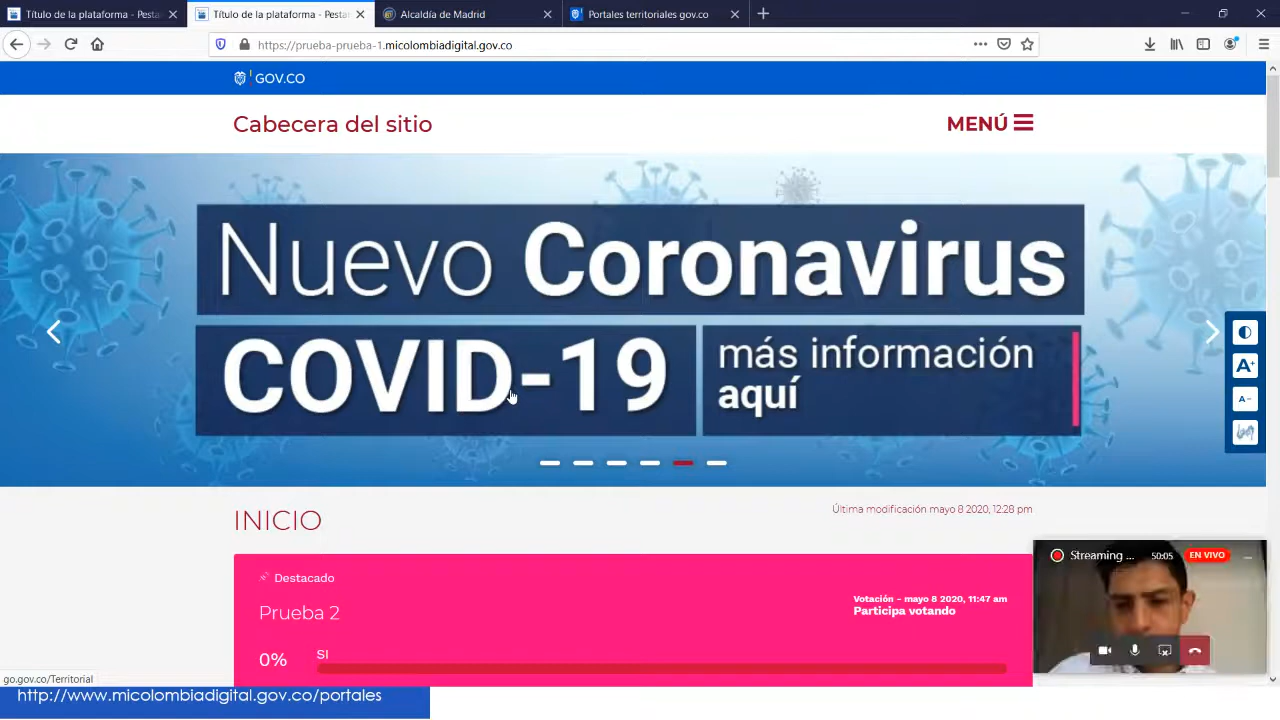 Título de la plataforma - Pesta
Título de la plataforma - Pesta
Alcaldía de Madrid
Portales territoriales gov.co
https://prueba-prueba-1.micolombiadigital.gov.co
GOV.CO
Cabecera del sitio
MENÚ
Nuevo Coronavirus
COVID-19
más información
aquí
A+
A-
INICIO
Última modificación mayo 8 2020, 12:28 pm
Destacado
Prueba 2
Votación - mayo 8 2020, 11:47 am
Participa votando
0%
SI
Streaming ...
50:05
EN VIVO
go.gov.co/Territorial
http://www.micolombiadigital.gov.co/portales